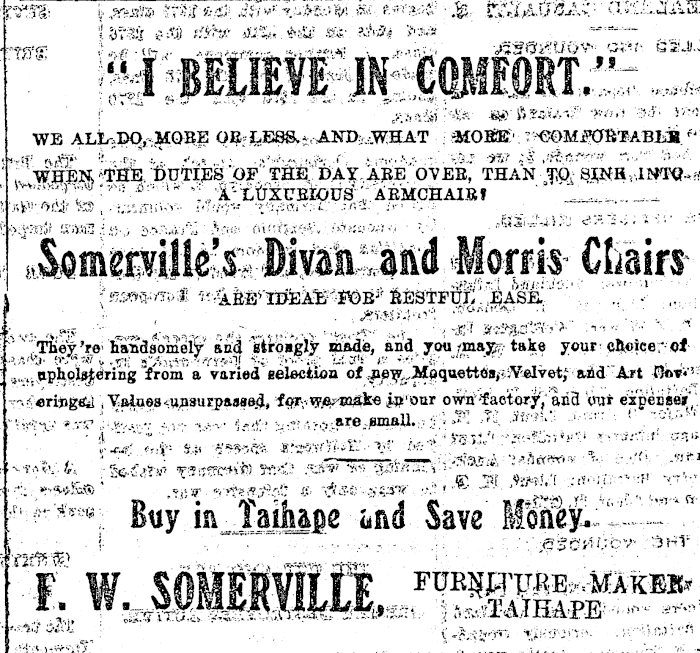 "I BELIEVE IN COMFORT."
WE ALL DO, MORE OR LESS, AND WHAT MORE COMFORTABLE
WHEN THE DUTIES OF THE DAY ARE OVER, THAN TO SINK INTO
A LUXURIOUS ARMCHAIR?
Somerville's Divan and Morris Chairs
ARE IDEAL FOR RESTFUL EASE.
They're handsomely and strongly made, and you may take your choice of
upholstering from a varied selection of new Moquettes, Velvet, and Art Cov-
erings. Values unsurpassed, for we make in our own factory, and our expenses
are small.
Buy in Taihape and Save Money.
F. W. SOMERVILLE, FURNITURE MAKER
TAIHAPE